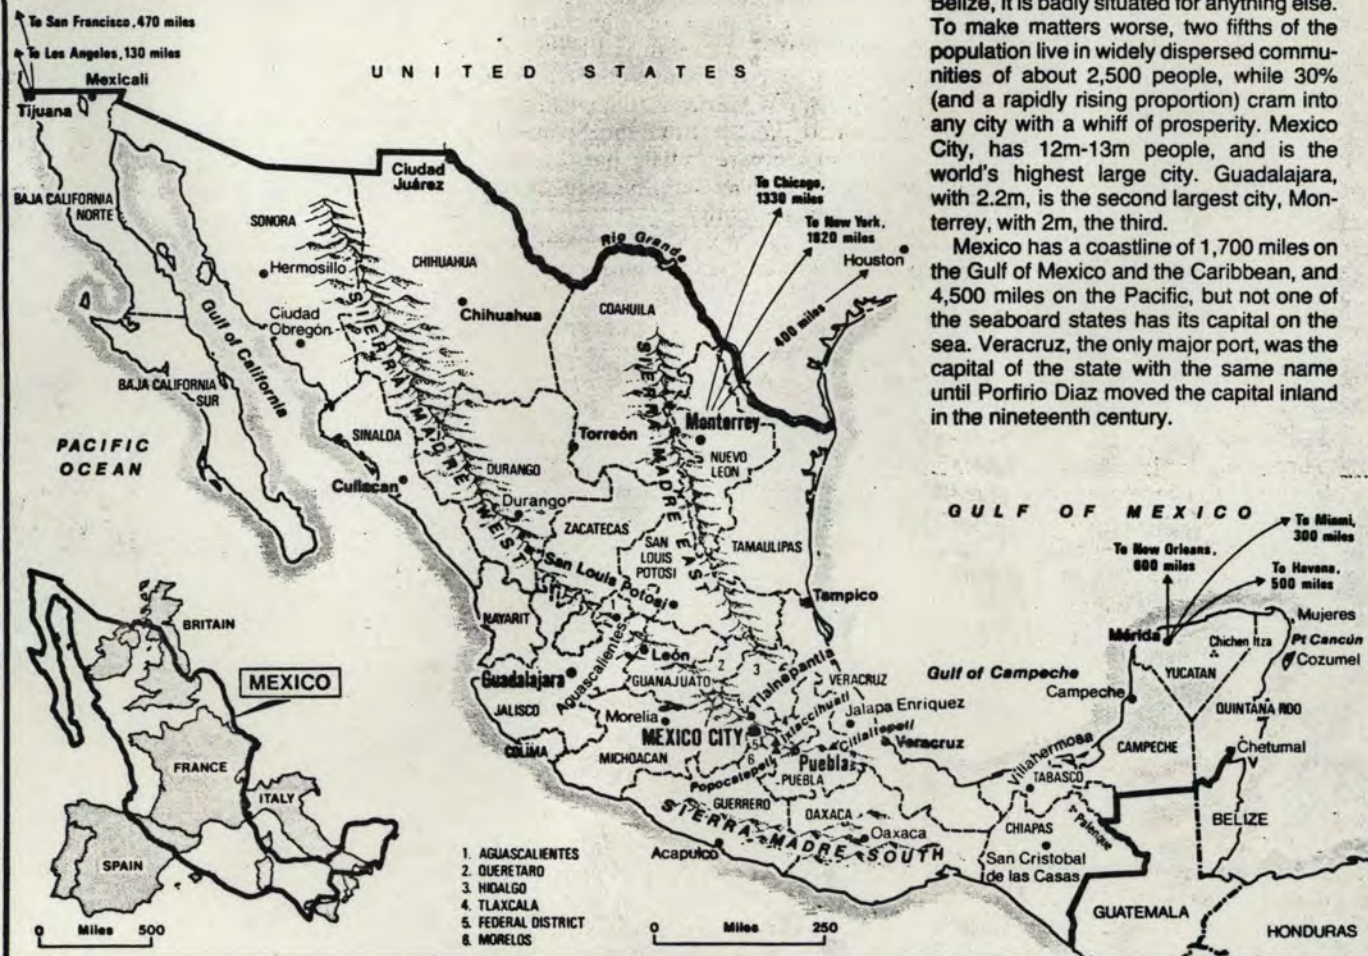 To San Francisco, 470 miles
To Los Angeles, 130 miles
Mexicali
Tijuana
UNITED STATES
Belize, it is badly situated for anything else.
To make matters worse, two fifths of the
population live in widely dispersed commu-
nities of about 2,500 people, while 30%
(and a rapidly rising proportion) cram into
any city with a whiff of prosperity. Mexico
City, has 12m-13m people, and is the
world's highest large city. Guadalajara,
with 2.2m, is the second largest city, Mon-
terrey, with 2m, the third.
Mexico has a coastline of 1,700 miles on
the Gulf of Mexico and the Caribbean, and
4,500 miles on the Pacific, but not one of
the seaboard states has its capital on the
sea. Veracruz, the only major port, was the
capital of the state with the same name
until Porfirio Diaz moved the capital inland
in the nineteenth century.
Ciudad
Juárez
BAJA CALIFORNIA
NORTE
SONORA
Hermosillo
CHIHUAHUA
Chihuahua
Ciudad
Obregón
Gulf of California
SIERRA MADRE WEST
Rio Grande
COAHUILA
To Chicago,
1330 miles
To New York,
1820 miles
Houston
400 miles
BAJA CALIFORNIA
SUR
PACIFIC
OCEAN
SINALOA
Culiacan
DURANGO
Durango
Torreón
SIERRA MADRE EAST
Monterrey
NUEVO
LEON
ZACATECAS
SAN
LOUIS
POTOSI
TAMAULIPAS
San Louis Potosi
Tampico
GULF OF MEXICO
To New Orleans,
600 miles
To Miami,
300 miles
To Havana,
500 miles
Mujeres
Pt Cancún
Cozumel
Mérida
Chichen Itza
YUCATAN
Gulf of Campeche
Campeche
QUINTANA ROO
CAMPECHE
Chetumal
NAYARIT
Guadalajara
Aguascalientes
León
GUANAJUATO
2
3
Tlalnepantla
VERACRUZ
JALISCO
Morelia
MEXICO CITY
5
6
Ixtaccihuatl
Jalapa Enriquez
Citlaltepetl
Veracruz
COLIMA
MICHOACAN
Popocatepetl
Puebla
PUEBLA
Villahermosa
TABASCO
GUERRERO
OAXACA
Oaxaca
SIERRA MADRE SOUTH
Acapulco
CHIAPAS
Palenque
San Cristobal
de las Casas
BELIZE
GUATEMALA
HONDURAS
BRITAIN
MEXICO
FRANCE
ITALY
SPAIN
0 Miles 500
1. AGUASCALIENTES
2. QUERETARO
3. HIDALGO
4. TLAXCALA
5. FEDERAL DISTRICT
6. MORELOS
0 Miles 250